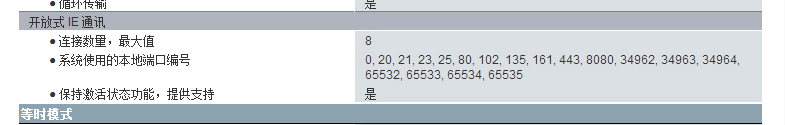 ● 循环传输 是
开放式 IE 通讯
● 连接数量，最大值 8
● 系统使用的本地端口编号 0, 20, 21, 23, 25, 80, 102, 135, 161, 443, 8080, 34962, 34963, 34964,
65532, 65533, 65534, 65535
● 保持激活状态功能，提供支持 是
等时模式